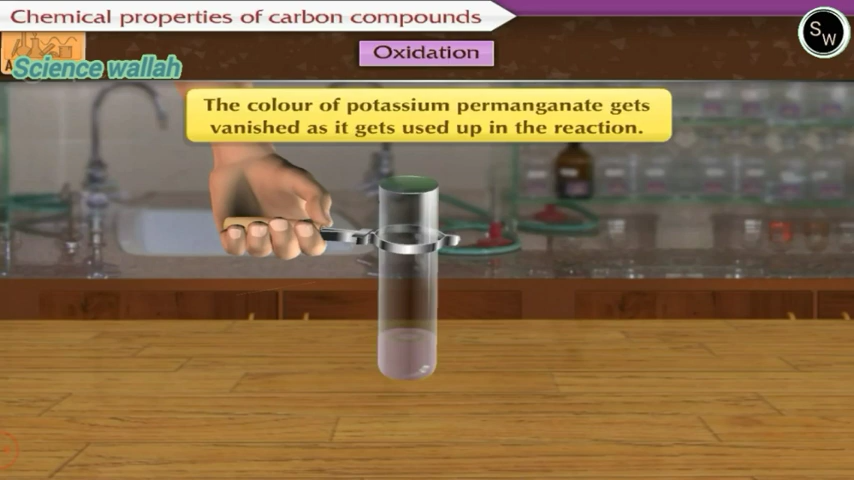 Chemical properties of carbon compounds
SW
Oxidation
A
Science wallah
The colour of potassium permanganate gets
vanished as it gets used up in the reaction.